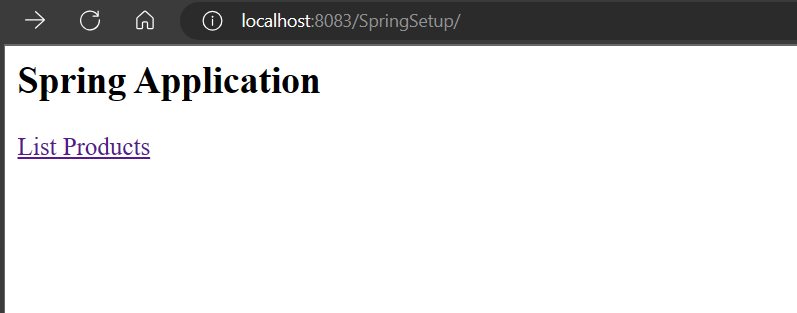 localhost:8083/SpringSetup/
Spring Application
List Products